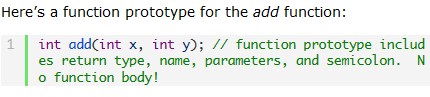 Here's a function prototype for the add function:
1 int add(int x, int y); // function prototype includ
es return type, name, parameters, and semicolon.  N
o function body!